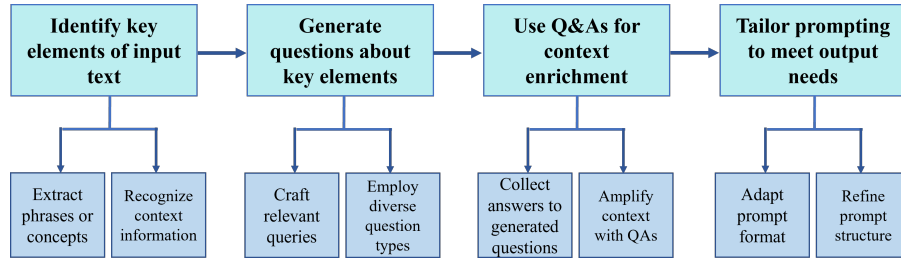 Identify key
elements of input
text
Generate
questions about
key elements
Use Q&As for
context
enrichment
Tailor prompting
to meet output
needs
Extract
phrases or
concepts
Recognize
context
information
Craft
relevant
queries
Employ
diverse
question
types
Collect
answers to
generated
questions
Amplify
context
with QAs
Adapt
prompt
format
Refine
prompt
structure